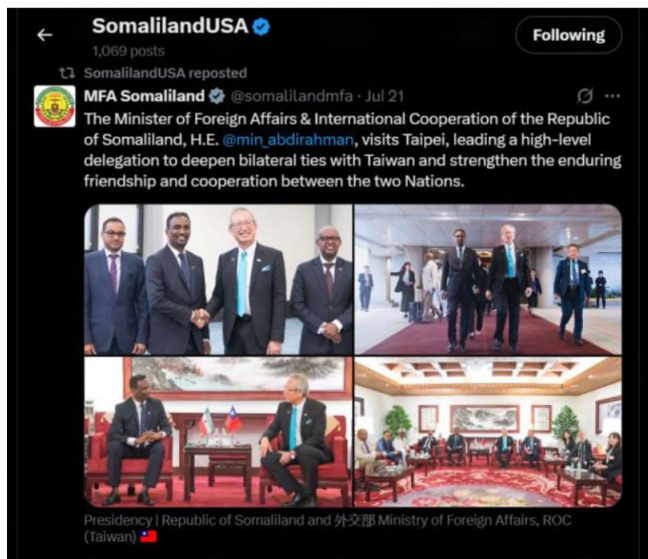 SomalilandUSA
1,069 posts
Following
SomalilandUSA reposted
MFA Somaliland @somalilandmfa · Jul 21
The Minister of Foreign Affairs & International Cooperation of the Republic
of Somaliland, H.E. @min_abdirahman, visits Taipei, leading a high-level
delegation to deepen bilateral ties with Taiwan and strengthen the enduring
friendship and cooperation between the two Nations.
Presidency | Republic of Somaliland and 外交部 Ministry of Foreign Affairs, ROC
(Taiwan) 🇹🇼